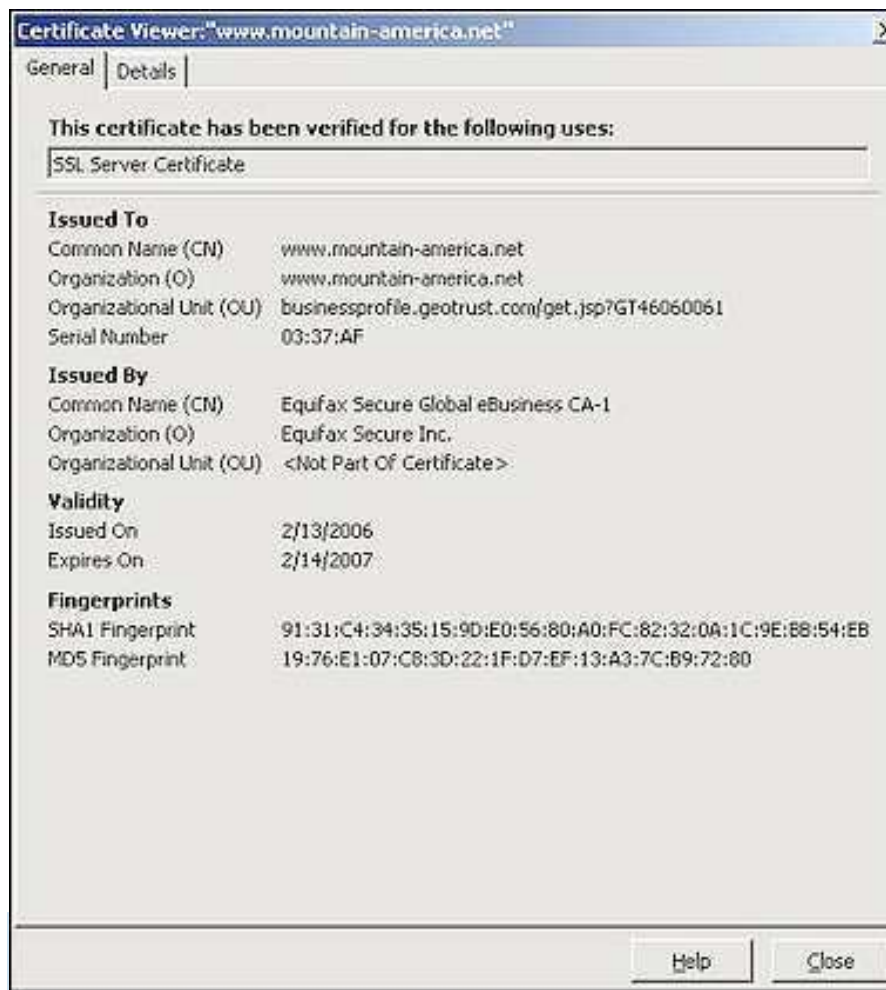 Certificate Viewer:"www.mountain-america.net"
General
Details
This certificate has been verified for the following uses:
SSL Server Certificate
Issued To
Common Name (CN) www.mountain-america.net
Organization (O) www.mountain-america.net
Organizational Unit (OU) businessprofile.geotrust.com/get.jsp?GT46060061
Serial Number 03:37:AF
Issued By
Common Name (CN) Equifax Secure Global eBusiness CA-1
Organization (O) Equifax Secure Inc.
Organizational Unit (OU) <Not Part Of Certificate>
Validity
Issued On 2/13/2006
Expires On 2/14/2007
Fingerprints
SHA1 Fingerprint 91:31:C4:34:35:15:9D:E0:56:80:A0:FC:82:32:0A:1C:9E:BB:54:EB
MD5 Fingerprint 19:76:E1:07:C8:3D:22:1F:D7:EF:13:A3:7C:B9:72:80
Help
Close